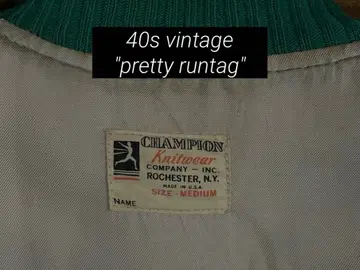 40s vintage
"pretty runtag"
CHAMPION
Knitwear
COMPANY - INC.
ROCHESTER, N.Y.
MADE IN U.S.A
SIZE - MEDIUM
NAME